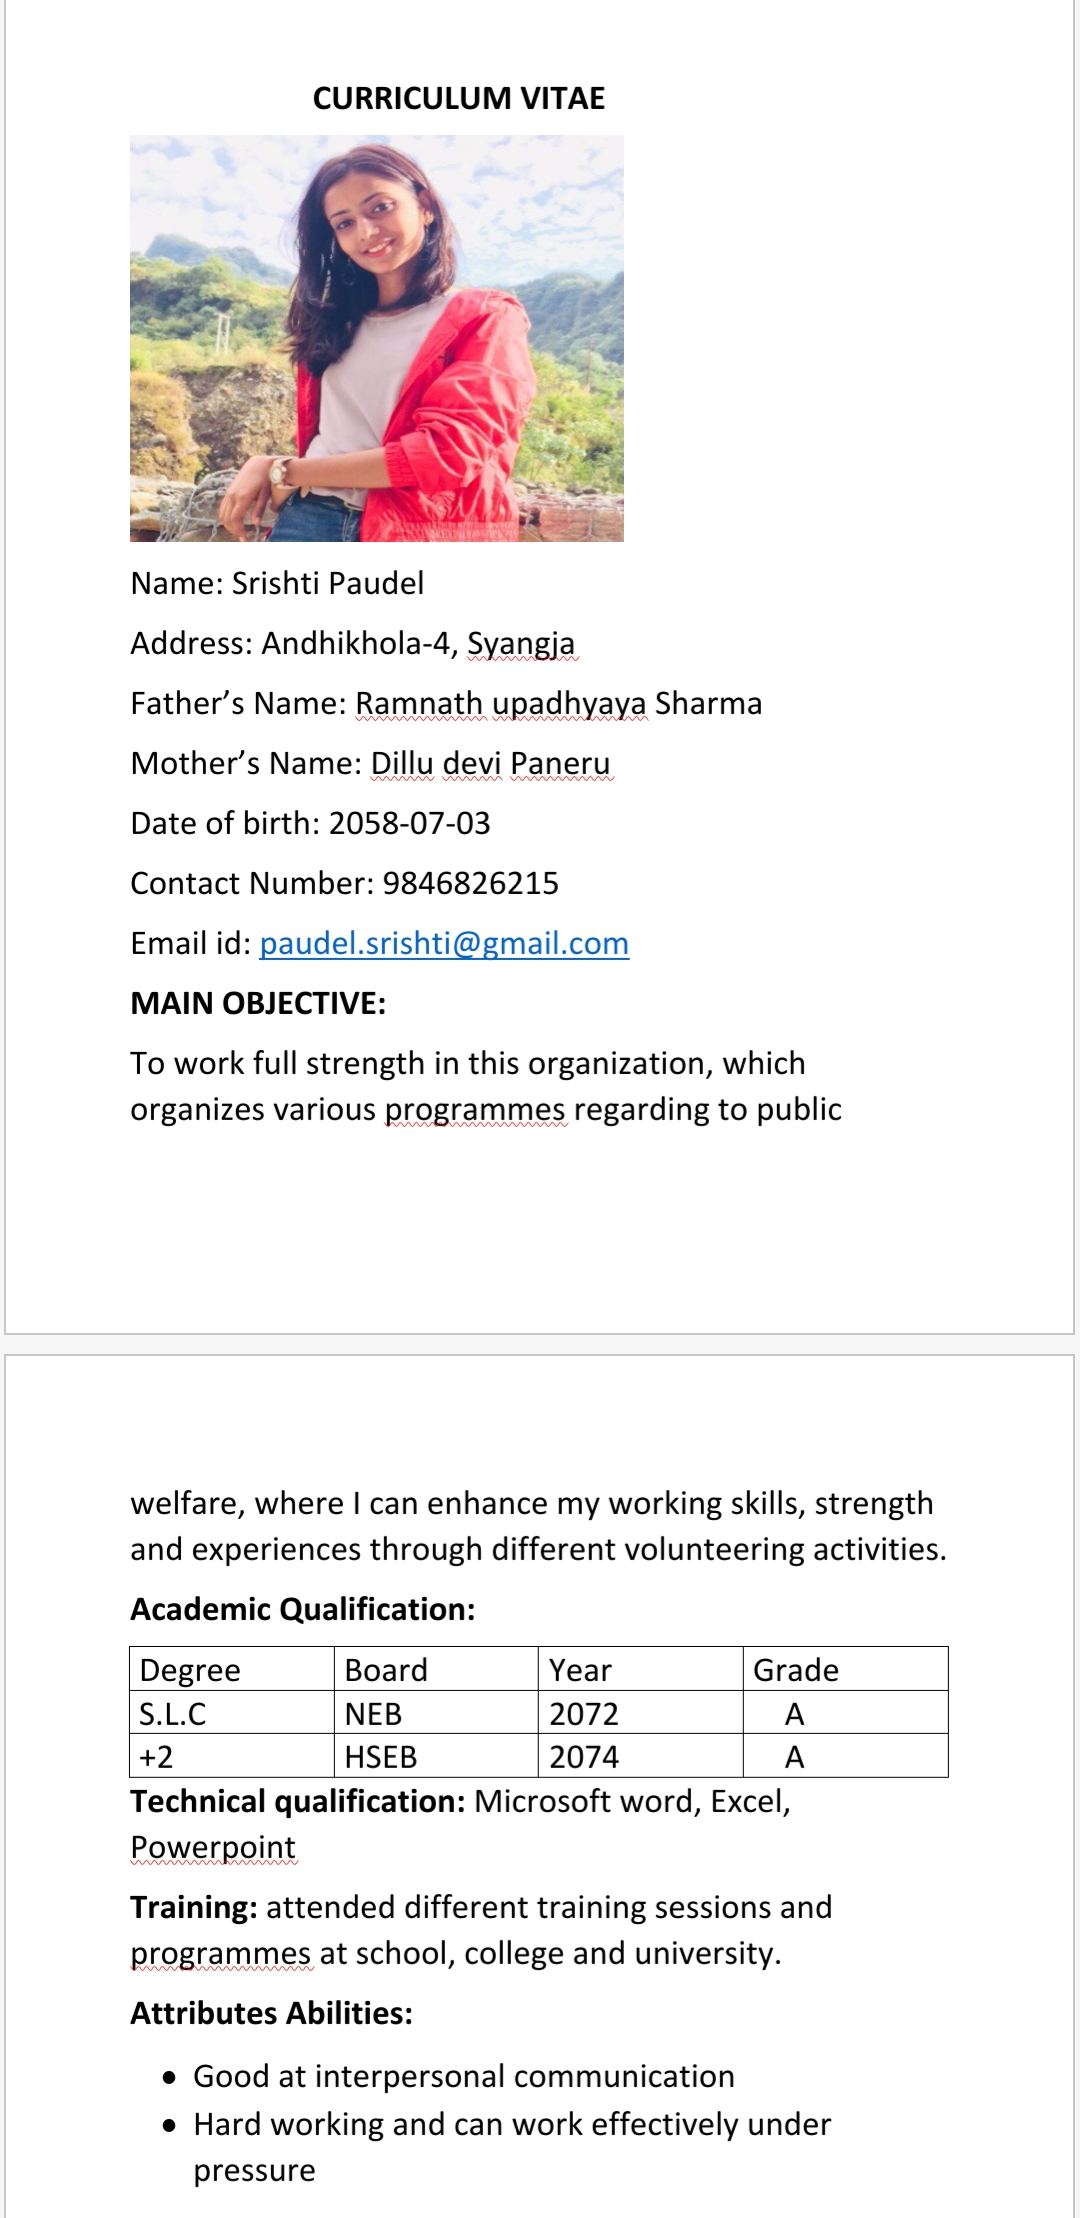 CURRICULUM VITAE
Name: Srishti Paudel
Address: Andhikhola-4, Syangja
Father’s Name: Ramnath upadhyaya Sharma
Mother’s Name: Dillu devi Paneru
Date of birth: 2058-07-03
Contact Number: 9846826215
Email id: paudel.srishti@gmail.com
MAIN OBJECTIVE:
To work full strength in this organization, which
organizes various programmes regarding to public
welfare, where I can enhance my working skills, strength
and experiences through different volunteering activities.
Academic Qualification:
Degree Board Year Grade
S.L.C NEB 2072 A
+2 HSEB 2074 A
Technical qualification: Microsoft word, Excel,
Powerpoint
Training: attended different training sessions and
programmes at school, college and university.
Attributes Abilities:
• Good at interpersonal communication
• Hard working and can work effectively under
pressure